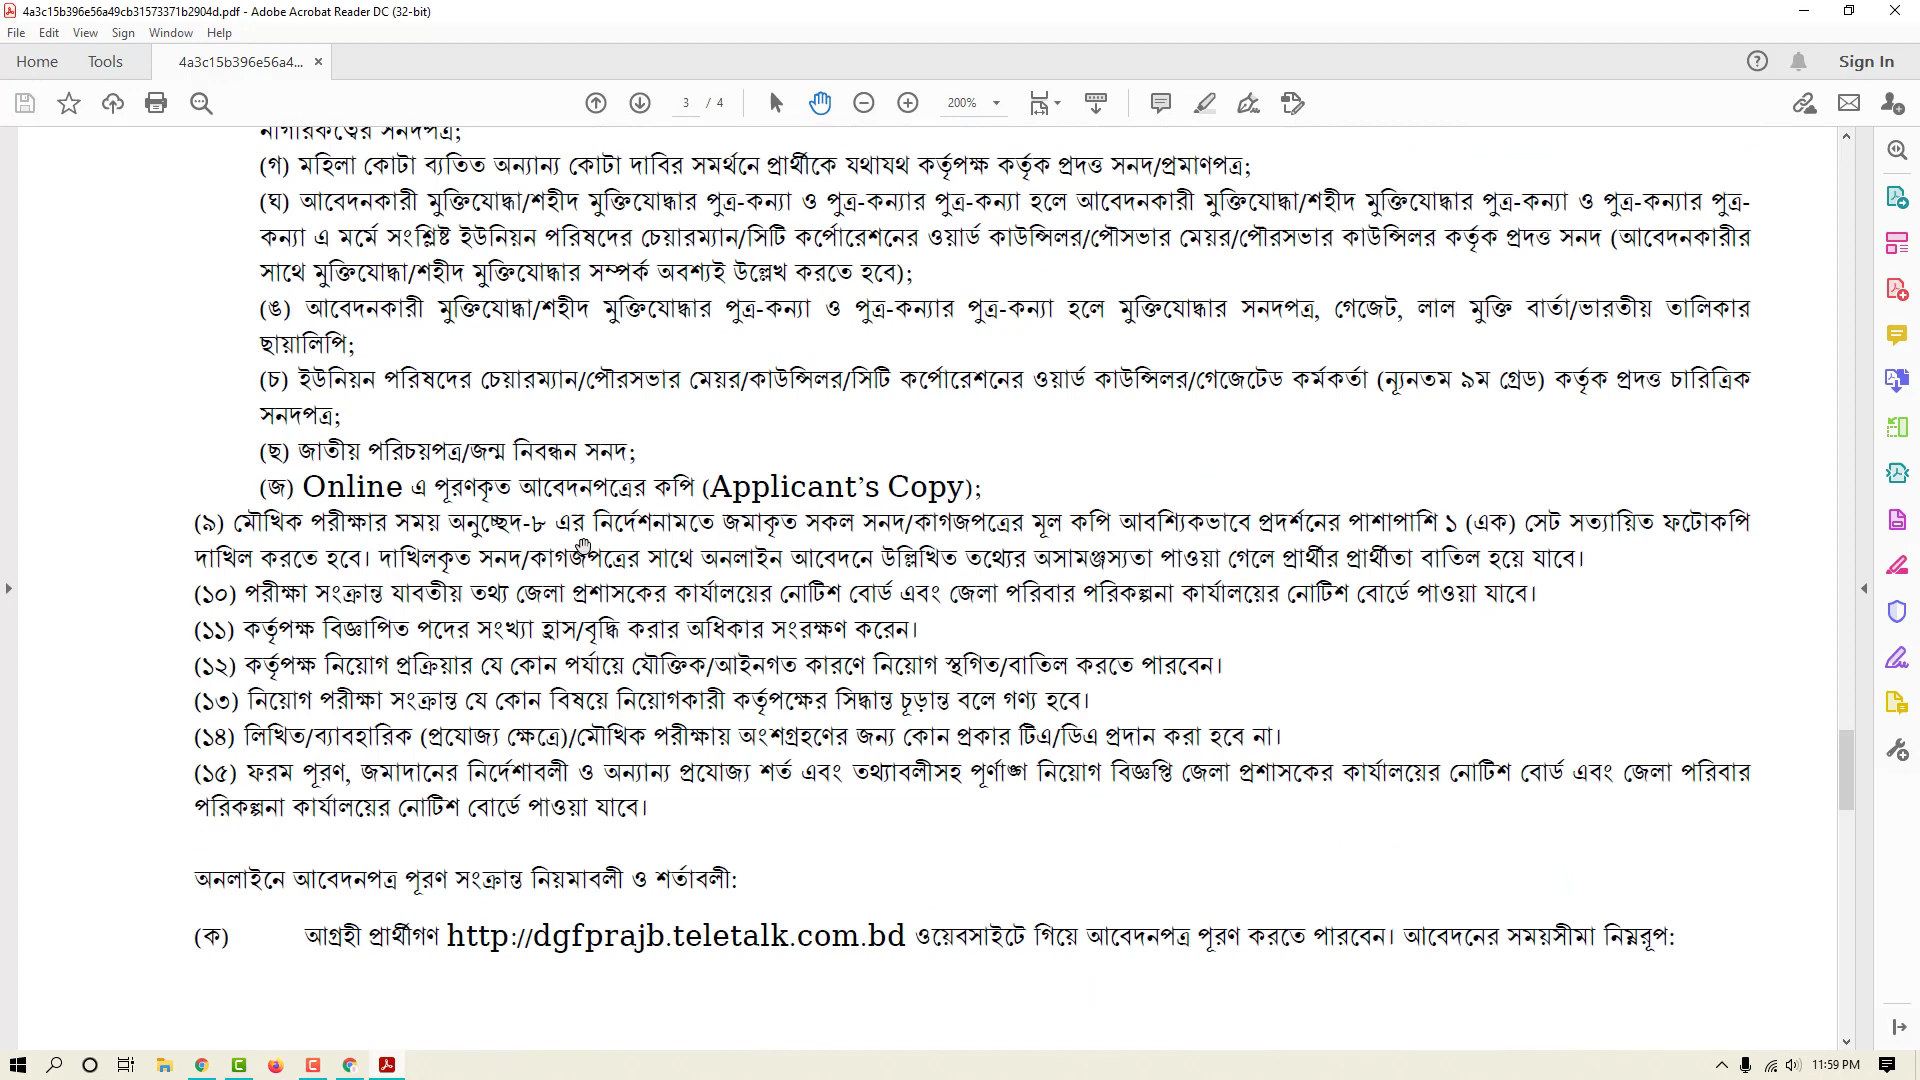 4a3c15b396e56a49cb31573371b2904d.pdf - Adobe Acrobat Reader DC (32-bit)
File Edit View Sign Window Help
Home Tools 4a3c15b396e56a4... × Sign In
3 / 4 200%
নাগরিকত্বের সনদপত্র;
(গ) মহিলা কোটা ব্যতিত অন্যান্য কোটা দাবির সমর্থনে প্রার্থীকে যথাযথ কর্তৃপক্ষ কর্তৃক প্রদত্ত সনদ/প্রমাণপত্র;
(ঘ) আবেদনকারী মুক্তিযোদ্ধা/শহীদ মুক্তিযোদ্ধার পুত্র-কন্যা ও পুত্র-কন্যার পুত্র-কন্যা হলে আবেদনকারী মুক্তিযোদ্ধা/শহীদ মুক্তিযোদ্ধার পুত্র-কন্যা ও পুত্র-কন্যার পুত্র-
কন্যা এ মর্মে সংশ্লিষ্ট ইউনিয়ন পরিষদের চেয়ারম্যান/সিটি কর্পোরেশনের ওয়ার্ড কাউন্সিলর/পৌসভার মেয়র/পৌরসভার কাউন্সিলর কর্তৃক প্রদত্ত সনদ (আবেদনকারীর
সাথে মুক্তিযোদ্ধা/শহীদ মুক্তিযোদ্ধার সম্পর্ক অবশ্যই উল্লেখ করতে হবে);
(ঙ) আবেদনকারী মুক্তিযোদ্ধা/শহীদ মুক্তিযোদ্ধার পুত্র-কন্যা ও পুত্র-কন্যার পুত্র-কন্যা হলে মুক্তিযোদ্ধার সনদপত্র, গেজেট, লাল মুক্তি বার্তা/ভারতীয় তালিকার
ছায়ালিপি;
(চ) ইউনিয়ন পরিষদের চেয়ারম্যান/পৌরসভার মেয়র/কাউন্সিলর/সিটি কর্পোরেশনের ওয়ার্ড কাউন্সিলর/গেজেটেড কর্মকর্তা (ন্যূনতম ৯ম গ্রেড) কর্তৃক প্রদত্ত চারিত্রিক
সনদপত্র;
(ছ) জাতীয় পরিচয়পত্র/জন্ম নিবন্ধন সনদ;
(জ) Online এ পূরণকৃত আবেদনপত্রের কপি (Applicant’s Copy);
(৯) মৌখিক পরীক্ষার সময় অনুচ্ছেদ-৮ এর নির্দেশনামতে জমাকৃত সকল সনদ/কাগজপত্রের মূল কপি আবশ্যিকভাবে প্রদর্শনের পাশাপাশি ১ (এক) সেট সত্যায়িত ফটোকপি
দাখিল করতে হবে। দাখিলকৃত সনদ/কাগজপত্রের সাথে অনলাইন আবেদনে উল্লিখিত তথ্যের অসামঞ্জস্যতা পাওয়া গেলে প্রার্থীর প্রার্থীতা বাতিল হয়ে যাবে।
(১০) পরীক্ষা সংক্রান্ত যাবতীয় তথ্য জেলা প্রশাসকের কার্যালয়ের নোটিশ বোর্ড এবং জেলা পরিবার পরিকল্পনা কার্যালয়ের নোটিশ বোর্ডে পাওয়া যাবে।
(১১) কর্তৃপক্ষ বিজ্ঞাপিত পদের সংখ্যা হ্রাস/বৃদ্ধি করার অধিকার সংরক্ষণ করেন।
(১২) কর্তৃপক্ষ নিয়োগ প্রক্রিয়ার যে কোন পর্যায়ে যৌক্তিক/আইনগত কারণে নিয়োগ স্থগিত/বাতিল করতে পারবেন।
(১৩) নিয়োগ পরীক্ষা সংক্রান্ত যে কোন বিষয়ে নিয়োগকারী কর্তৃপক্ষের সিদ্ধান্ত চূড়ান্ত বলে গণ্য হবে।
(১৪) লিখিত/ব্যাবহারিক (প্রযোজ্য ক্ষেত্রে)/মৌখিক পরীক্ষায় অংশগ্রহণের জন্য কোন প্রকার টিএ/ডিএ প্রদান করা হবে না।
(১৫) ফরম পূরণ, জমাদানের নির্দেশাবলী ও অন্যান্য প্রযোজ্য শর্ত এবং তথ্যাবলীসহ পূর্ণাঙ্গ নিয়োগ বিজ্ঞপ্তি জেলা প্রশাসকের কার্যালয়ের নোটিশ বোর্ড এবং জেলা পরিবার
পরিকল্পনা কার্যালয়ের নোটিশ বোর্ডে পাওয়া যাবে।
অনলাইনে আবেদনপত্র পূরণ সংক্রান্ত নিয়মাবলী ও শর্তাবলী:
(ক) আগ্রহী প্রার্থীগণ http://dgfprajb.teletalk.com.bd ওয়েবসাইটে গিয়ে আবেদনপত্র পূরণ করতে পারবেন। আবেদনের সময়সীমা নিম্নরূপ:
11:59 PM